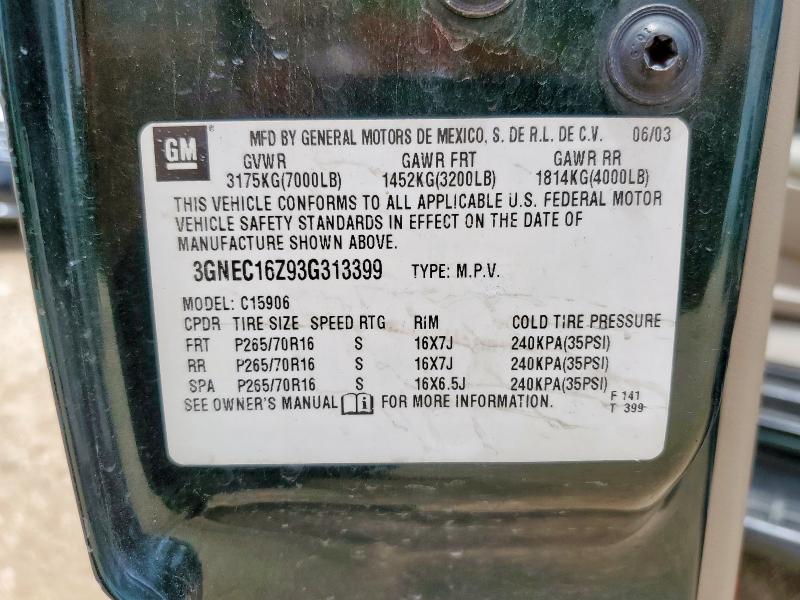 GM MFD BY GENERAL MOTORS DE MEXICO, S. DE R.L. DE C.V. 06/03
GVWR GAWR FRT GAWR RR
3175KG(7000LB) 1452KG(3200LB) 1814KG(4000LB)
THIS VEHICLE CONFORMS TO ALL APPLICABLE U.S. FEDERAL MOTOR
VEHICLE SAFETY STANDARDS IN EFFECT ON THE DATE OF
MANUFACTURE SHOWN ABOVE.
3GNEC16Z93G313399 TYPE: M.P.V.
MODEL: C15906
CPDR TIRE SIZE SPEED RTG RiM COLD TIRE PRESSURE
FRT P265/70R16 S 16X7J 240KPA(35PSI)
RR P265/70R16 S 16X7J 240KPA(35PSI)
SPA P265/70R16 S 16X6.5J 240KPA(35PSI)
SEE OWNER'S MANUAL i FOR MORE INFORMATION.
F 141
T 399